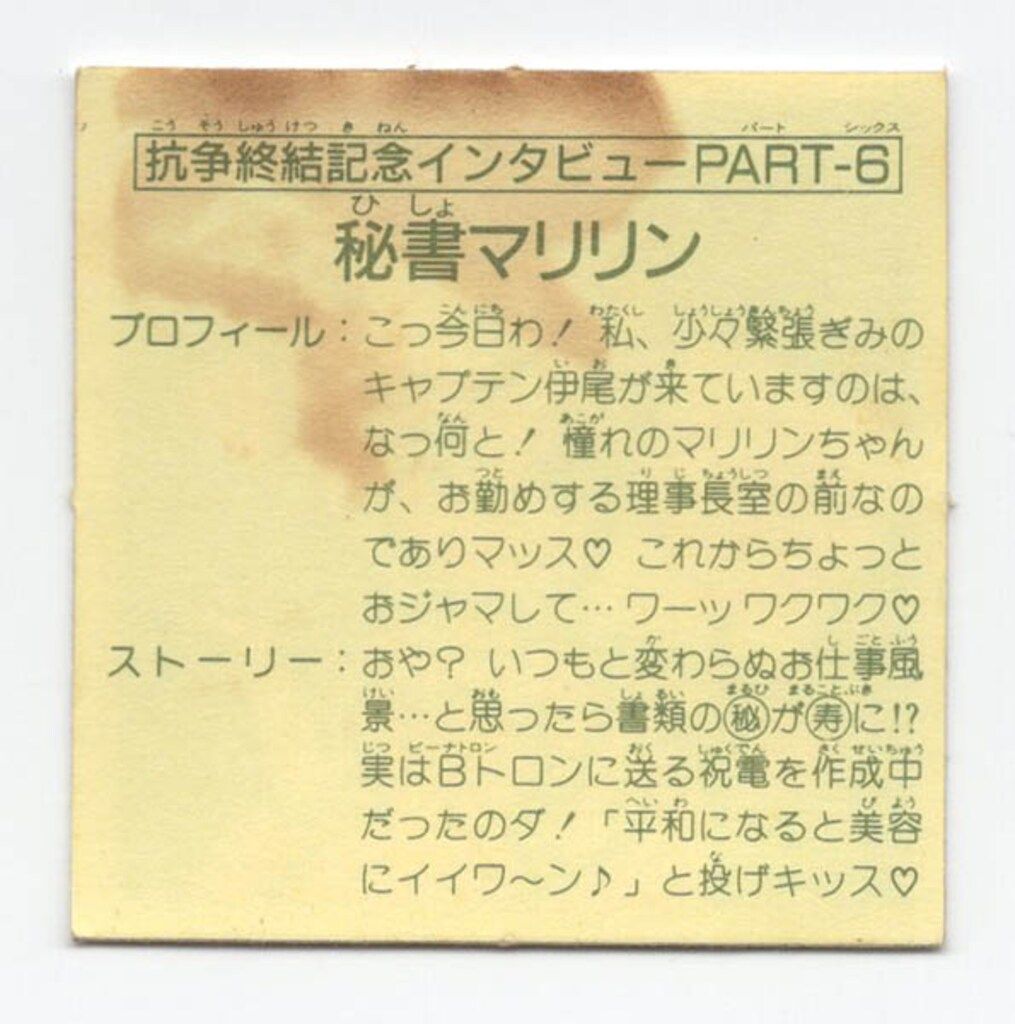 抗争終結記念インタビューPART-6
秘書マリリン
プロフィール：こっ今日わ！ 私、少々緊張ぎみの
キャプテン伊尾が来ていますのは、
なっ何と！ 憧れのマリリンちゃん
が、お勤めする理事長室の前なの
でありマッス♡ これからちょっと
おジャマして…ワーッ ワクワク♡
ストーリー：おや？ いつもと変わらぬお仕事風
景…と思ったら書類の㊙が寿に!?
実はBトロンに送る祝電を作成中
だったのダ！「平和になると美容
にイイワ〜ン♪」と投げキッス♡